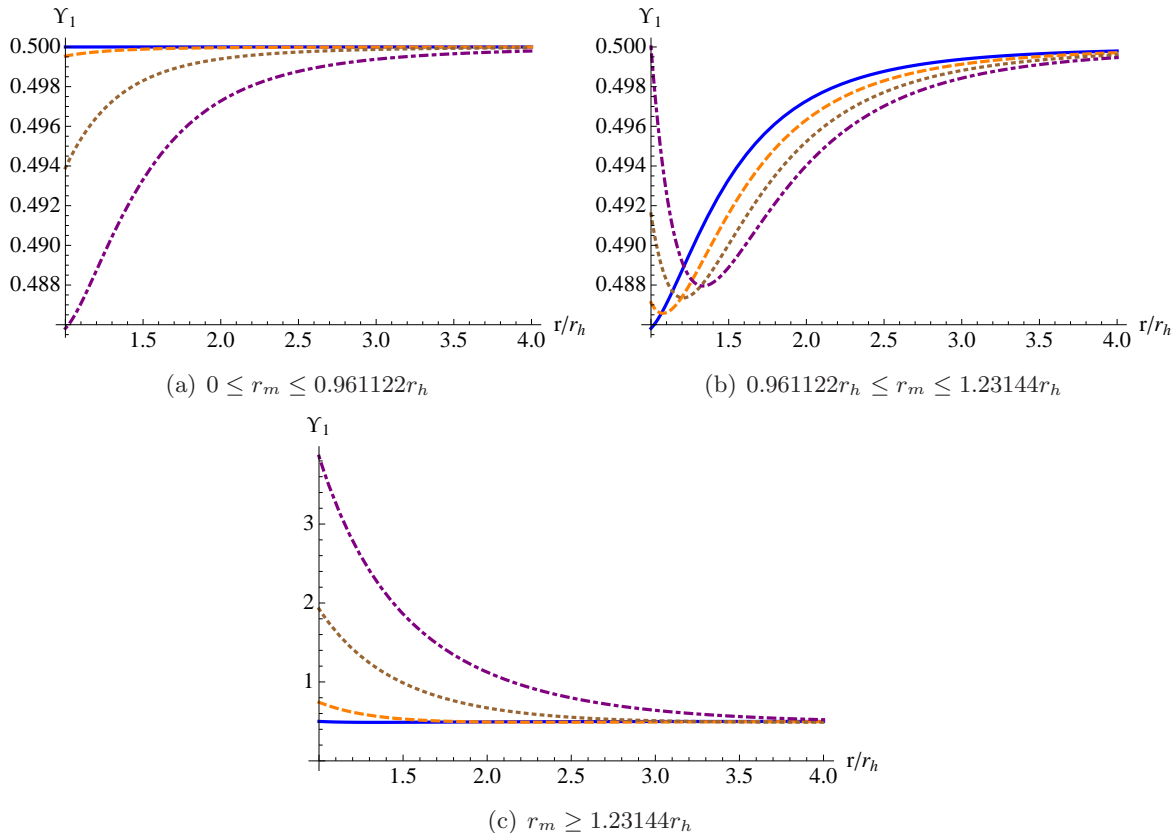 Υ₁
0.500
0.498
0.496
0.494
0.492
0.490
0.488
1.5 2.0 2.5 3.0 3.5 4.0 r/rₕ
(a) 0 ≤ rₘ ≤ 0.961122rₕ
Υ₁
0.500
0.498
0.496
0.494
0.492
0.490
0.488
1.5 2.0 2.5 3.0 3.5 4.0 r/rₕ
(b) 0.961122rₕ ≤ rₘ ≤ 1.23144rₕ
Υ₁
3
2
1
1.5 2.0 2.5 3.0 3.5 4.0 r/rₕ
(c) rₘ ≥ 1.23144rₕ